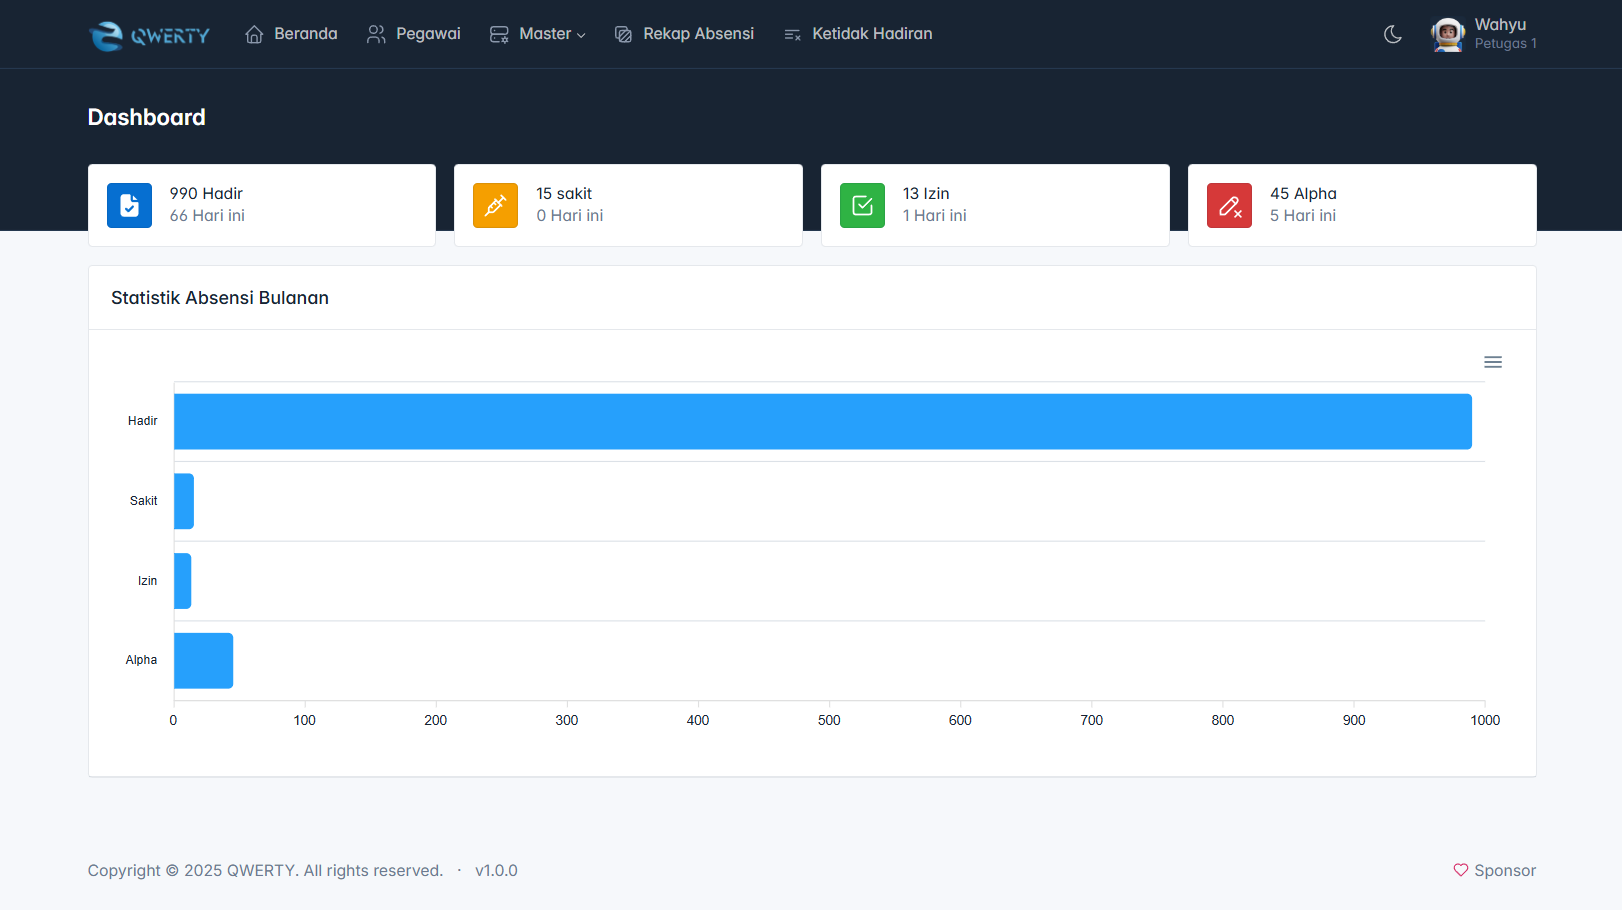 QWERTY
Beranda
Pegawai
Master
Rekap Absensi
Ketidak Hadiran
Wahyu
Petugas 1
Dashboard
990 Hadir
66 Hari ini
15 sakit
0 Hari ini
13 Izin
1 Hari ini
45 Alpha
5 Hari ini
Statistik Absensi Bulanan
Hadir
Sakit
Izin
Alpha
0 100 200 300 400 500 600 700 800 900 1000
Copyright © 2025 QWERTY. All rights reserved. · v1.0.0
Sponsor